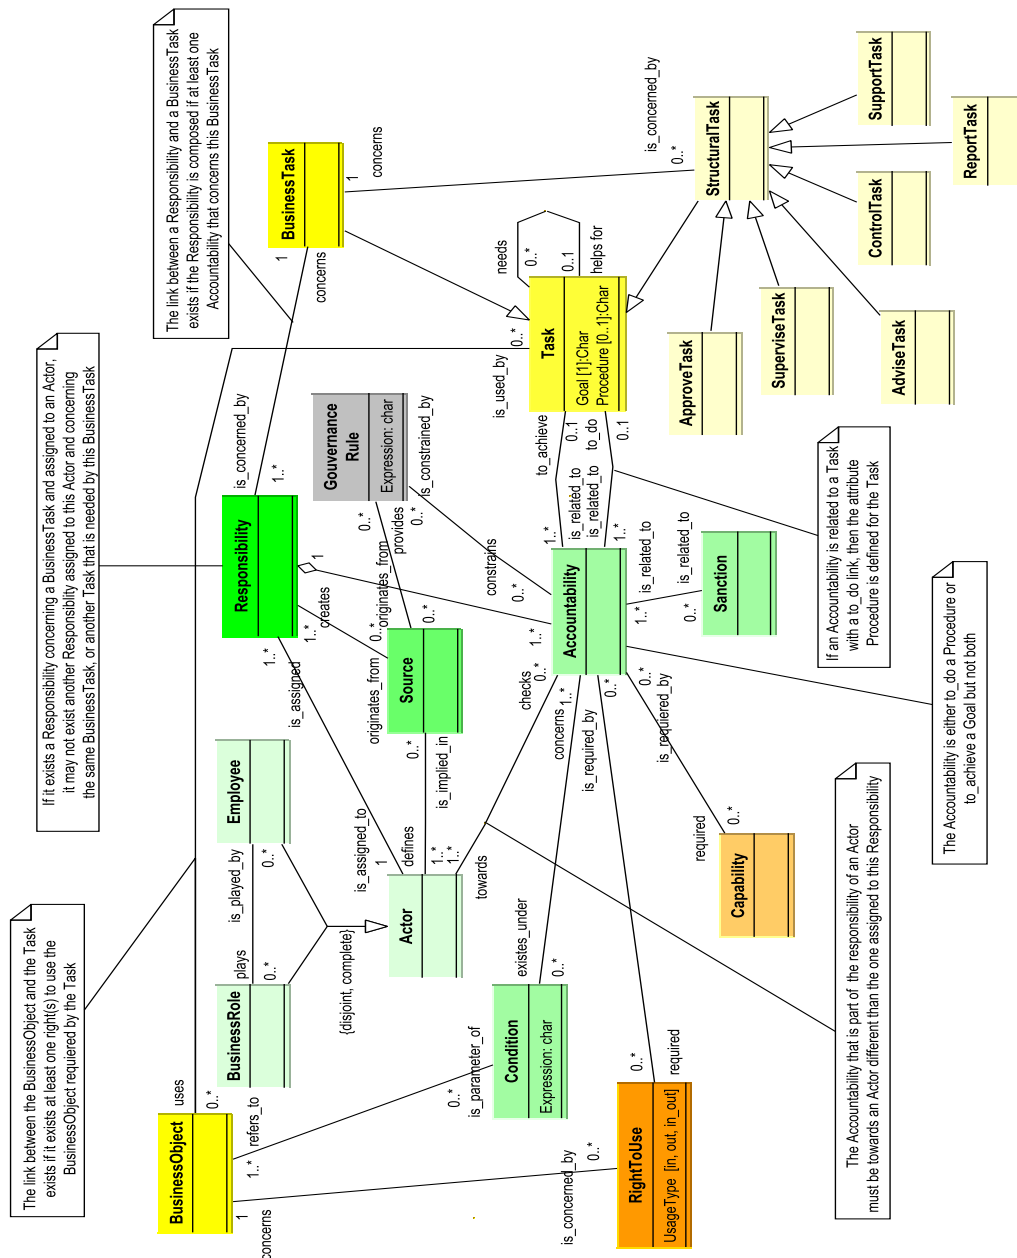 The link between the BusinessObject and the Task
exists if it exists at least one right(s) to use the
BusinessObject requiered by the Task
If it exists a Responsibility concerning a BusinessTask and assigned to an Actor,
it may not exist another Responsiblity assigned to this Actor and concerning
the same BusinessTask, or another Task that is needed by this BusinessTask
The link between a Responsibility and a BusinessTask
exists if the Responsibility is composed if at least one
Accountability that concerns this BusinessTask
BusinessObject
uses
0..*
refers_to
1..*
1
concerns
BusinessRole
plays
0..*
is_played_by
0..*
Employee
{disjoint, complete}
Actor
is_assigned_to
1
defines
1..*
1..*
towards
is_assigned
1..*
Responsibility
is_concerned_by
1..*
1
concerns
BusinessTask
1
concerns
is_concerned_by
0..*
StructuralTask
creates
1..*
1
originates_from
0..*
Source
0..*
is_implied_in
originates_from
0..*
provides
0..*
Gouvernance
Rule
Expression: char
is_constrained_by
0..*
constrains
0..*
is_used_by
0..*
Task
Goal [1]:Char
Procedure [0..1]:Char
needs
0..*
0..1
helps for
to_achieve
0..1
to_do
0..1
is_related_to
1..*
is_related_to
1..*
Accountability
1..*
checks
0..*
concerns
1..*
is_required_by
0..*
is_requiered_by
0..*
is_related_to
1..*
is_related_to
0..*
Sanction
is_parameter_of
0..*
Condition
Expression: char
existes_under
0..*
RightToUse
UsageType [in, out, in_out]
is_concerned_by
0..*
0..*
required
Capability
required
0..*
ApproveTask
SuperviseTask
AdviseTask
ControlTask
SupportTask
ReportTask
The Accountability that is part of the responsibility of an Actor
must be towards an Actor different than the one assigned to this Responsibility
The Accountability is either to_do a Procedure or
to_achieve a Goal but not both
If an Accountability is related to a Task
with a to_do link, then the attribute
Procedure is defined for the Task